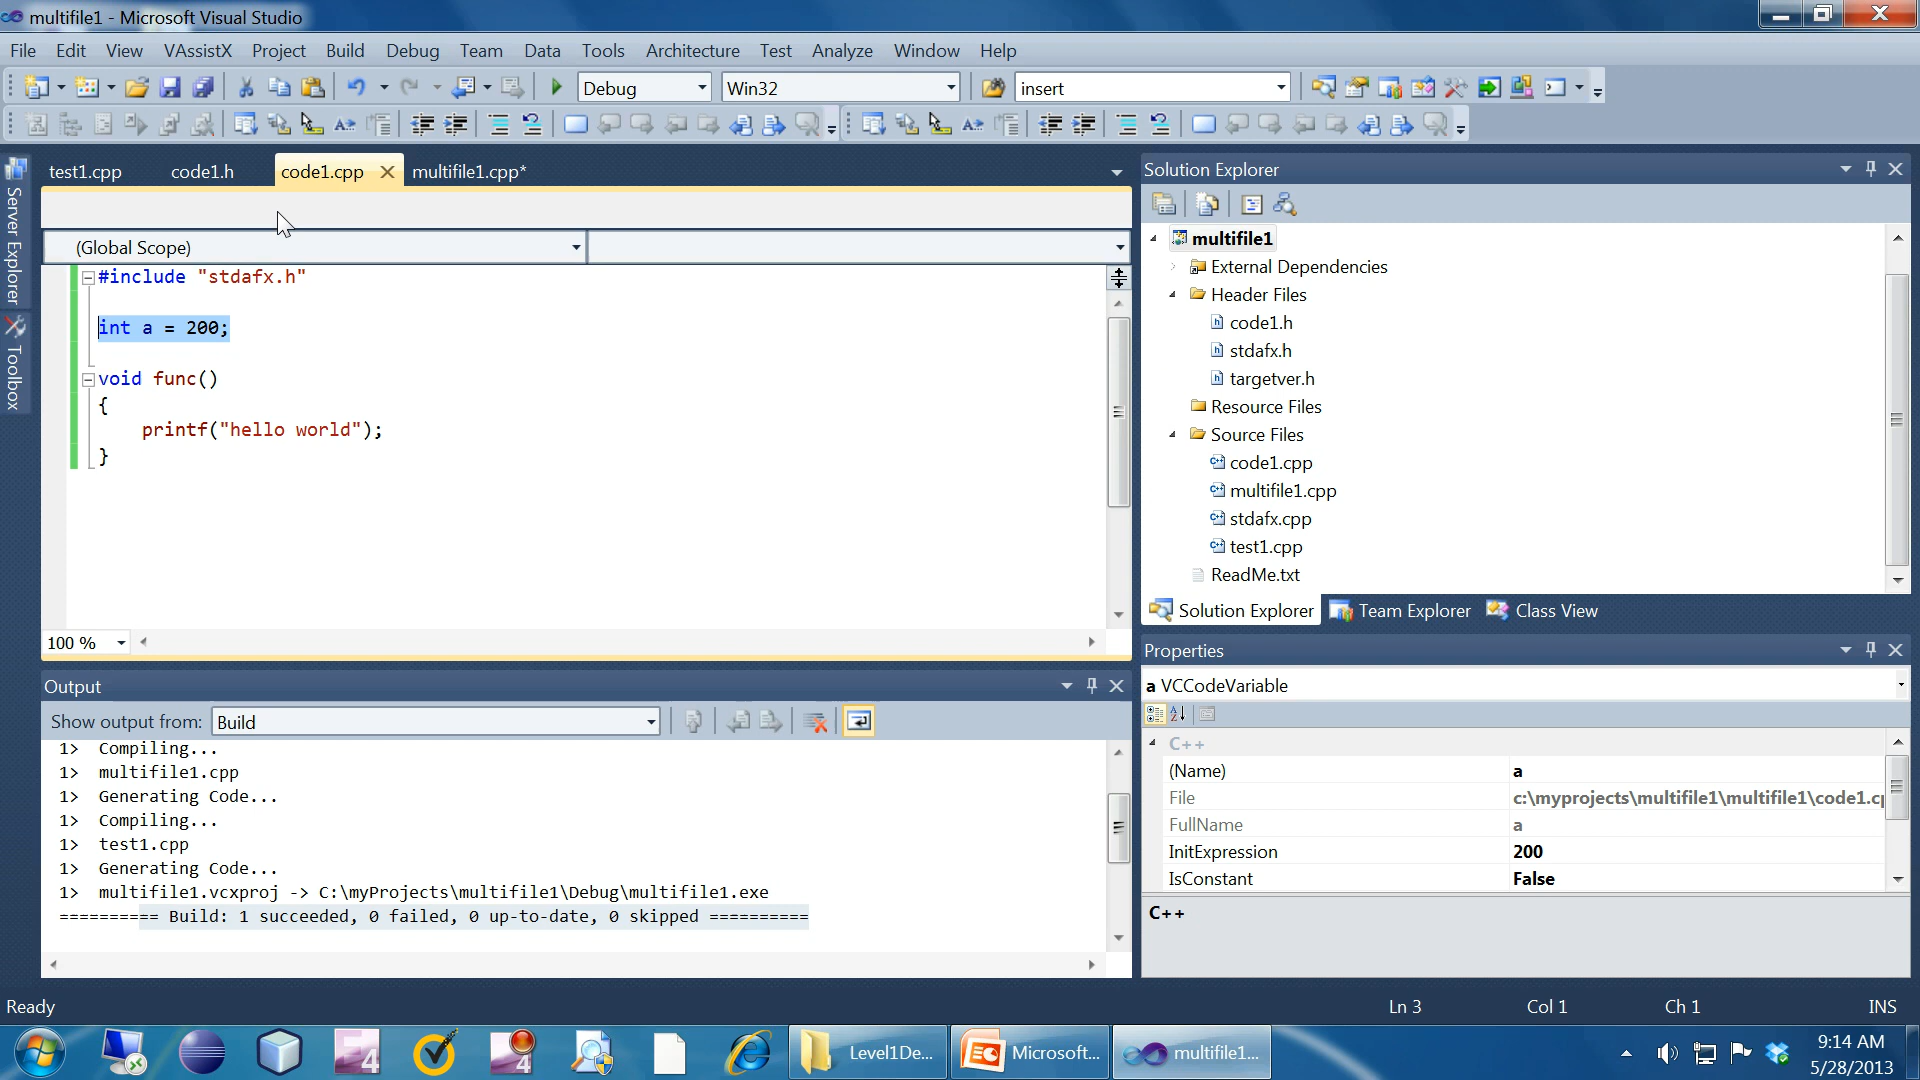 multifile1 - Microsoft Visual Studio
File Edit View VAssistX Project Build Debug Team Data Tools Architecture Test Analyze Window Help
Debug Win32 insert
Server Explorer
Toolbox
test1.cpp code1.h code1.cpp multifile1.cpp*
(Global Scope)
#include "stdafx.h"
int a = 200;
void func()
{
printf("hello world");
}
100 %
Output
Show output from: Build
1> Compiling...
1> multifile1.cpp
1> Generating Code...
1> Compiling...
1> test1.cpp
1> Generating Code...
1> multifile1.vcxproj -> C:\myProjects\multifile1\Debug\multifile1.exe
========== Build: 1 succeeded, 0 failed, 0 up-to-date, 0 skipped ==========
Solution Explorer
multifile1
External Dependencies
Header Files
code1.h
stdafx.h
targetver.h
Resource Files
Source Files
code1.cpp
multifile1.cpp
stdafx.cpp
test1.cpp
ReadMe.txt
Solution Explorer Team Explorer Class View
Properties
a VCCodeVariable
C++
(Name) a
File c:\myprojects\multifile1\multifile1\code1.cp
FullName a
InitExpression 200
IsConstant False
C++
Ready Ln 3 Col 1 Ch 1 INS
Level1De... Microsoft... multifile1...
9:14 AM
5/28/2013